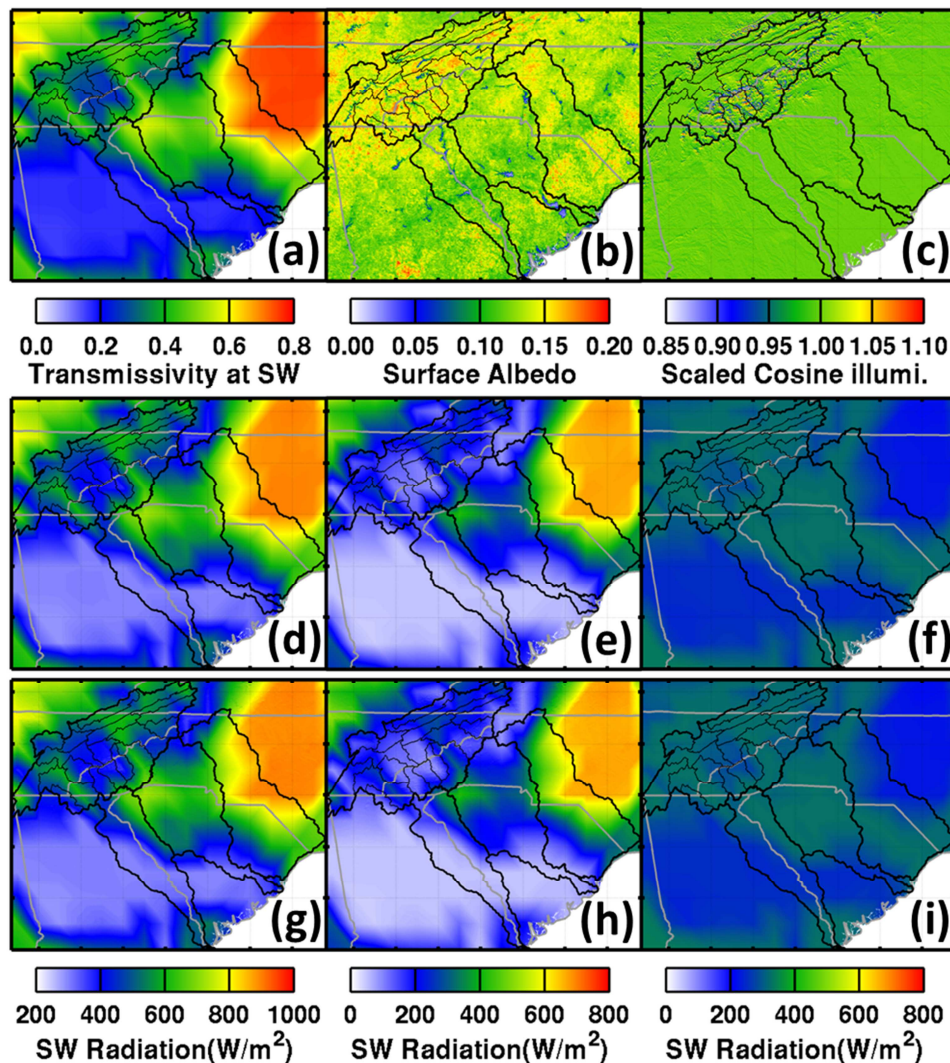 (a) (b) (c)
0.0 0.2 0.4 0.6 0.8 0.00 0.05 0.10 0.15 0.20 0.85 0.90 0.95 1.00 1.05 1.10
Transmissivity at SW Surface Albedo Scaled Cosine illumi.
(d) (e) (f)
(g) (h) (i)
200 400 600 800 1000 0 200 400 600 800 0 200 400 600 800
SW Radiation(W/m²) SW Radiation(W/m²) SW Radiation(W/m²)